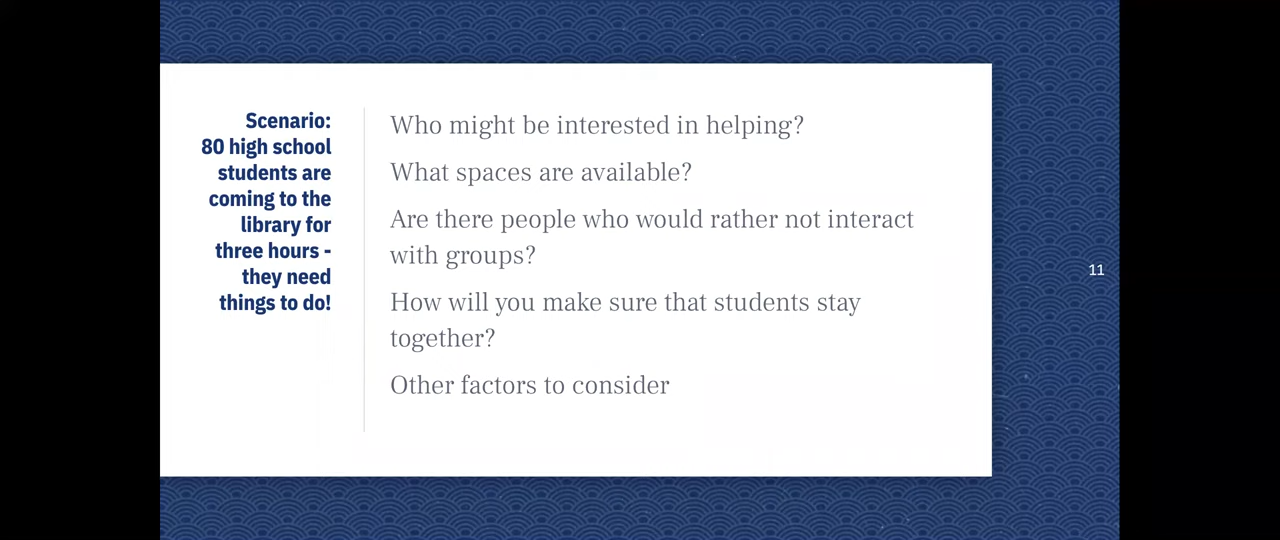 Scenario:
80 high school
students are
coming to the
library for
three hours -
they need
things to do!
Who might be interested in helping?
What spaces are available?
Are there people who would rather not interact
with groups?
How will you make sure that students stay
together?
Other factors to consider
11